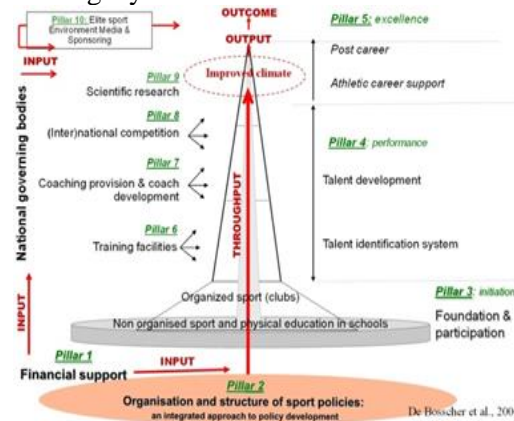 OUTCOME
OUTPUT
Pillar 10: Elite sport
Environment Media &
Sponsoring
INPUT
Pillar 5: excellence
Post career
Athletic career support
Improved climate
Pillar 9
Scientific research
Pillar 8
(Inter)national competition
Pillar 7
Coaching provision & coach
development
Pillar 6
Training facilities
National governing bodies
THROUGHPUT
Pillar 4: performance
Talent development
Talent identification system
Organized sport (clubs)
Non organised sport and physical education in schools
Pillar 3: initiation
Foundation &
participation
INPUT
Pillar 1
Financial support
INPUT
Pillar 2
Organisation and structure of sport policies:
an integrated approach to policy development
De Bosscher et al., 200